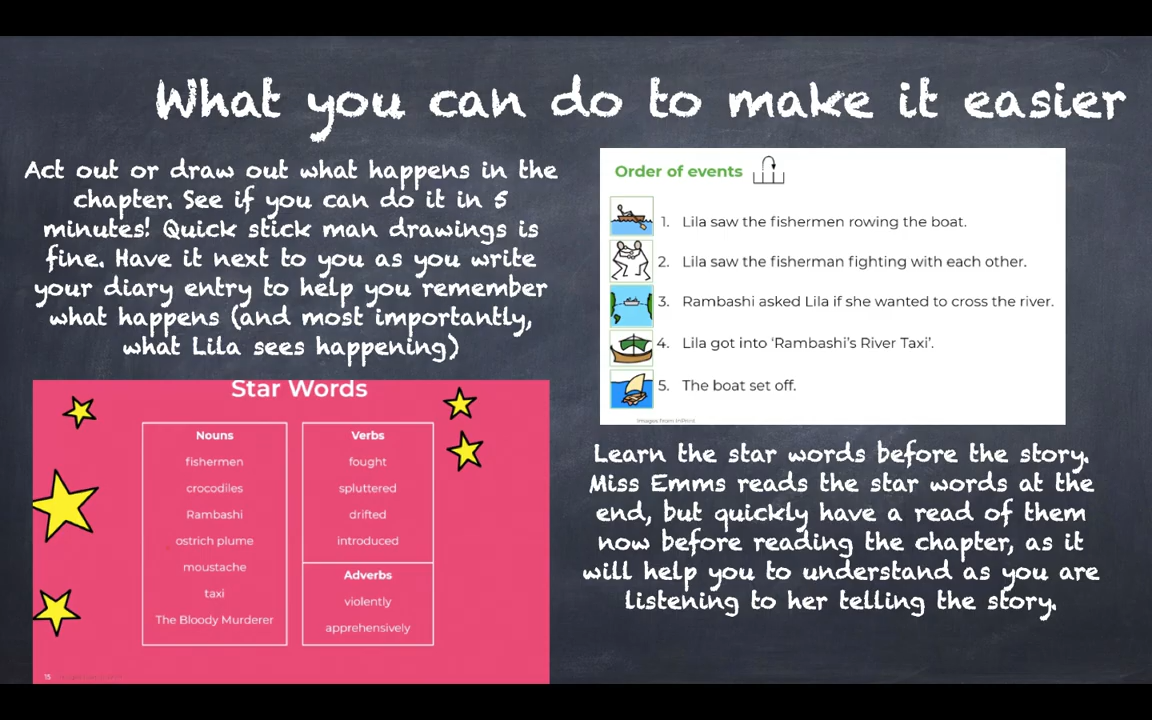 What you can do to make it easier
Act out or draw out what happens in the
chapter. See if you can do it in 5
minutes! Quick stick man drawings is
fine. Have it next to you as you write
your diary entry to help you remember
what happens (and most importantly,
what Lila sees happening)
Order of events
1. Lila saw the fishermen rowing the boat.
2. Lila saw the fisherman fighting with each other.
3. Rambashi asked Lila if she wanted to cross the river.
4. Lila got into ‘Rambashi’s River Taxi’.
5. The boat set off.
Star Words
Nouns
fishermen
crocodiles
Rambashi
ostrich plume
moustache
taxi
The Bloody Murderer
Verbs
fought
spluttered
drifted
introduced
Adverbs
violently
apprehensively
15
Learn the star words before the story.
Miss Emms reads the star words at the
end, but quickly have a read of them
now before reading the chapter, as it
will help you to understand as you are
listening to her telling the story.